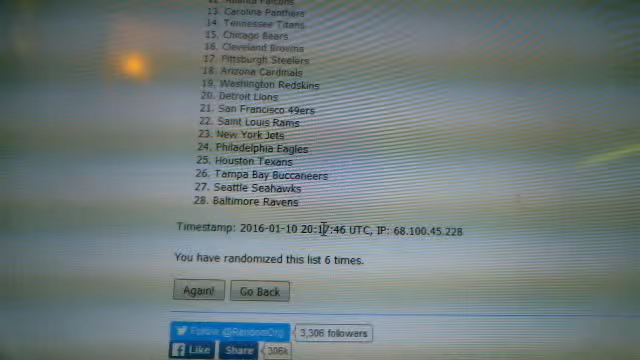 Atlanta Falcons
13. Carolina Panthers
14. Tennessee Titans
15. Chicago Bears
16. Cleveland Browns
17. Pittsburgh Steelers
18. Arizona Cardinals
19. Washington Redskins
20. Detroit Lions
21. San Francisco 49ers
22. Saint Louis Rams
23. New York Jets
24. Philadelphia Eagles
25. Houston Texans
26. Tampa Bay Buccaneers
27. Seattle Seahawks
28. Baltimore Ravens
Timestamp: 2016-01-10 20:17:46 UTC, IP: 68.100.45.228
You have randomized this list 6 times.
Again! Go Back
Follow @RandomOrg 3,306 followers
Like Share 306k